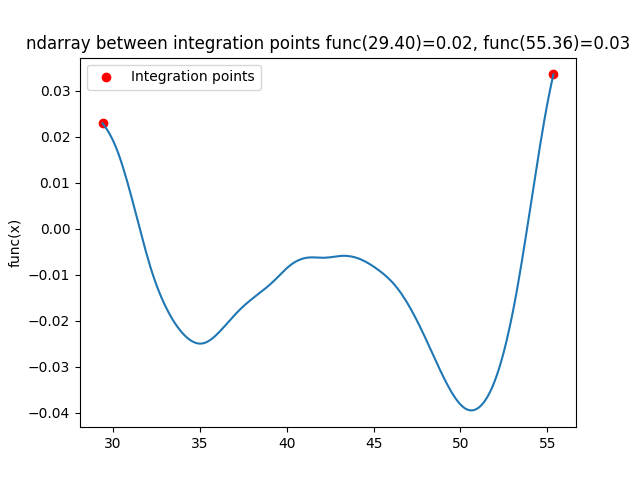 ndarray between integration points func(29.40)=0.02, func(55.36)=0.03
Integration points
func(x)
0.03
0.02
0.01
0.00
−0.01
−0.02
−0.03
−0.04
30 35 40 45 50 55